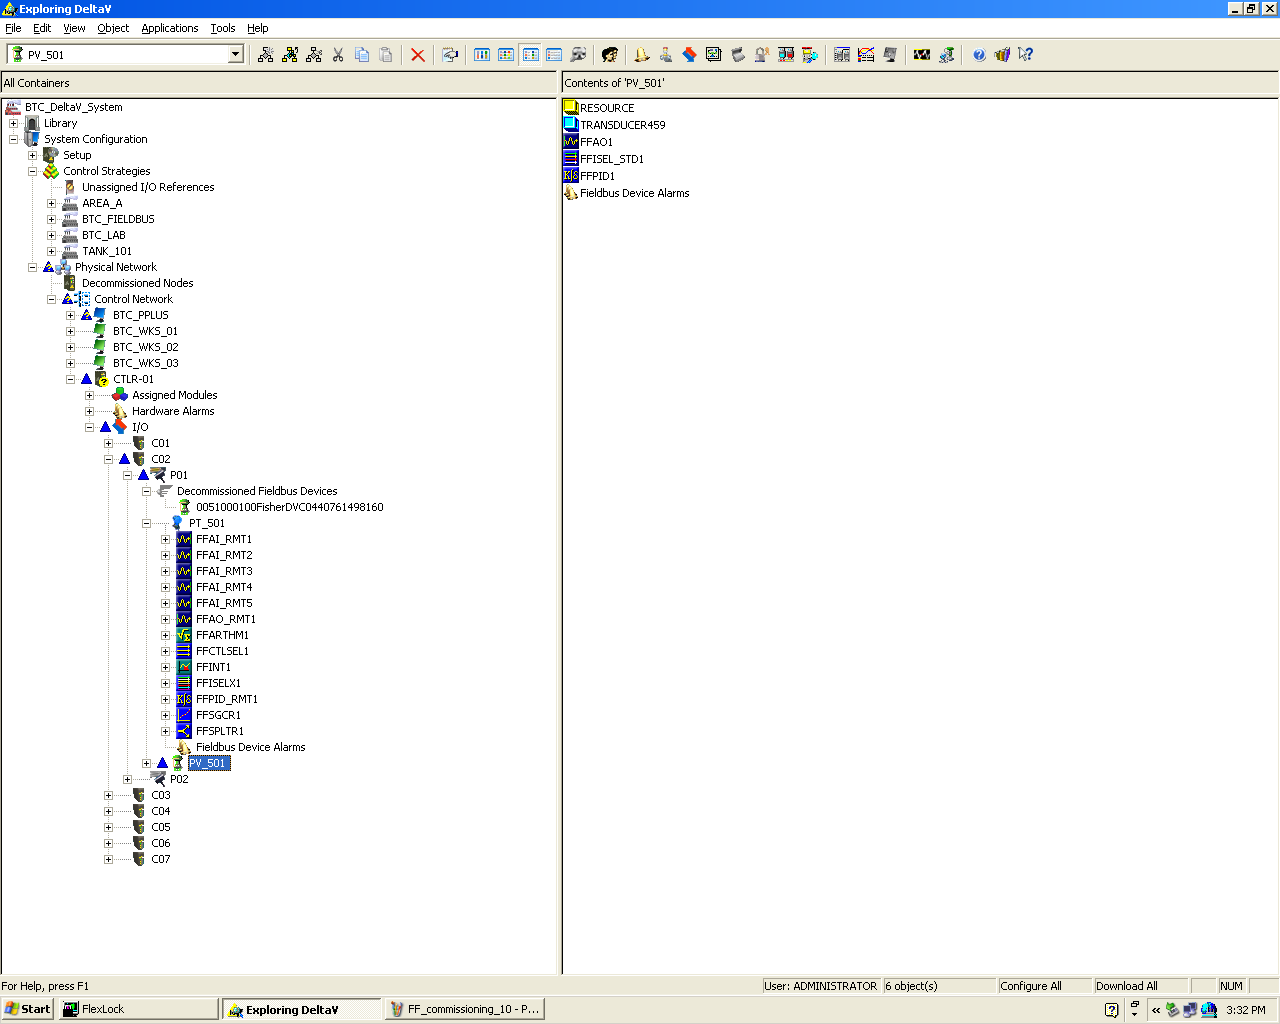 Exploring DeltaV
File Edit View Object Applications Tools Help
PV_501
All Containers
Contents of 'PV_501'
BTC_DeltaV_System
Library
System Configuration
Setup
Control Strategies
Unassigned I/O References
AREA_A
BTC_FIELDBUS
BTC_LAB
TANK_101
Physical Network
Decommissioned Nodes
Control Network
BTC_PPLUS
BTC_WKS_01
BTC_WKS_02
BTC_WKS_03
CTLR-01
Assigned Modules
Hardware Alarms
I/O
C01
C02
P01
Decommissioned Fieldbus Devices
0051000100FisherDVC0440761498160
PT_501
FFAI_RMT1
FFAI_RMT2
FFAI_RMT3
FFAI_RMT4
FFAI_RMT5
FFAO_RMT1
FFARTHM1
FFCTLSEL1
FFINT1
FFISELX1
FFPID_RMT1
FFSGCR1
FFSPLTR1
Fieldbus Device Alarms
PV_501
P02
C03
C04
C05
C06
C07
RESOURCE
TRANSDUCER459
FFAO1
FFISEL_STD1
FFPID1
Fieldbus Device Alarms
For Help, press F1
User: ADMINISTRATOR
6 object(s)
Configure All
Download All
NUM
Start
FlexLock
Exploring DeltaV
FF_commissioning_10 - P...
3:32 PM